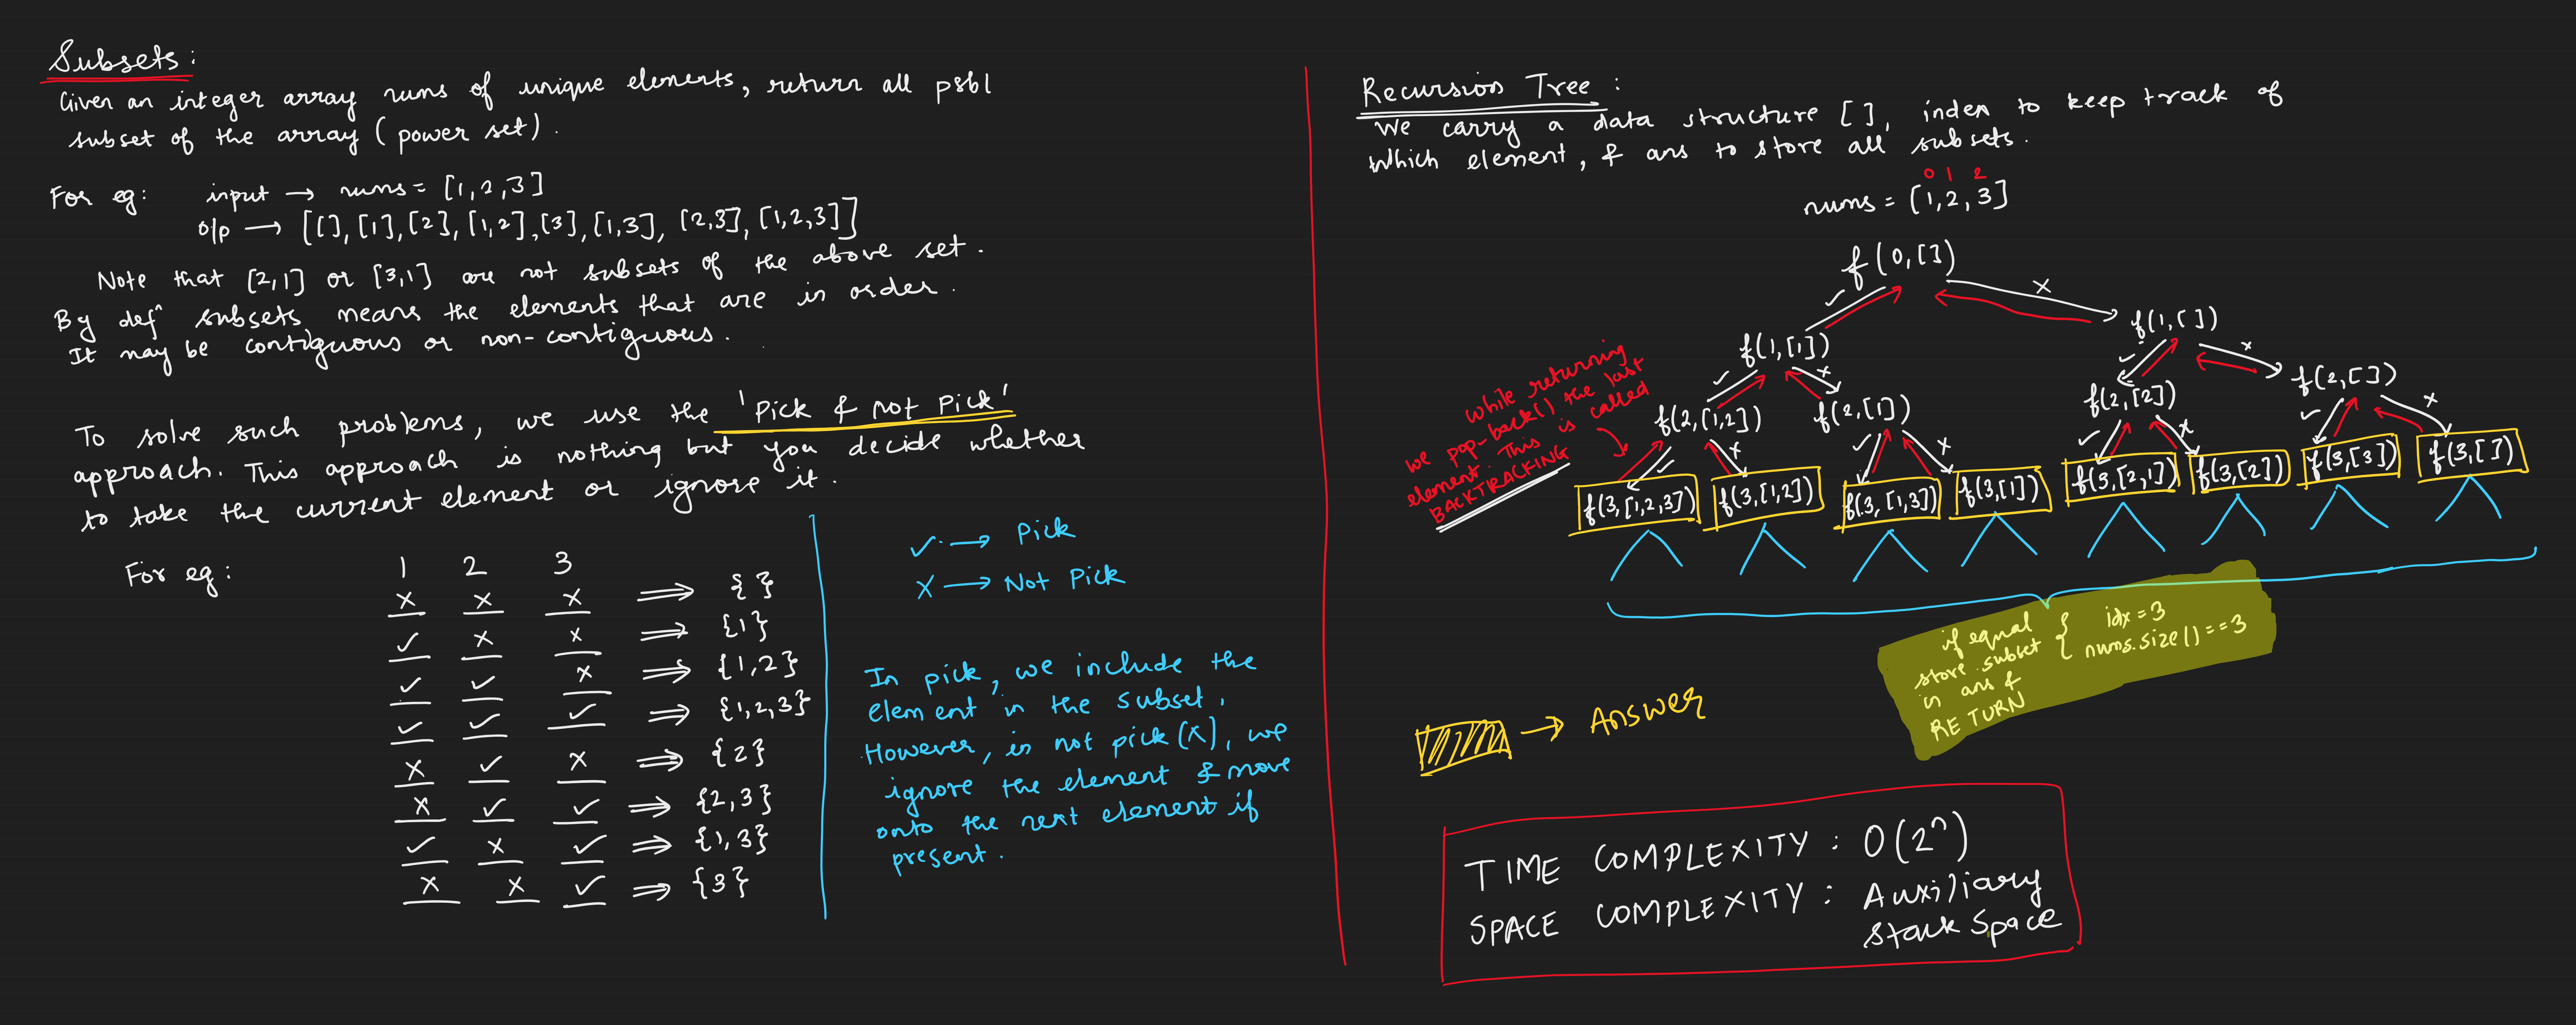 Subsets:
Given an integer array nums of unique elements, return all psbl
subset of the array (power set).
For eg: input → nums = [1,2,3]
o/p → [[],[1],[2],[1,2],[3],[1,3], [2,3],[1,2,3]]
Note that [2,1] or [3,1] are not subsets of the above set.
By defⁿ subsets means the elements that are in order.
It may be contiguous or non-contiguous.
To solve such problems, we use the 'Pick & not Pick'
approach. This approach is nothing but you decide whether
to take the current element or ignore it.
For eg: 1 2 3
x x x ⟹ { }
✓ x x ⟹ {1}
✓ ✓ x ⟹ {1,2}
✓ ✓ ✓ ⟹ {1,2,3}
x ✓ x ⟹ {2}
x ✓ ✓ ⟹ {2,3}
✓ x ✓ ⟹ {1,3}
x x ✓ ⟹ {3}
✓ → Pick
X → Not Pick
In pick, we include the
element in the subset.
However, in not pick (X), we
ignore the element & move
onto the next element if
present.
Recursion Tree:
We carry a data structure [], index to keep track of
which element, & ans to store all subsets.
0 1 2
nums = [1,2,3]
f(0,[])
✓ x
f(1,[1]) f(1,[])
✓ x ✓ x
f(2,[1,2]) f(2,[1]) f(2,[2]) f(2,[])
✓ x ✓ x ✓ x ✓ x
f(3,[1,2,3]) f(3,[1,2]) f(3,[1,3]) f(3,[1]) f(3,[2,1]) f(3,[2]) f(3,[3]) f(3,[])
while returning
we pop-back() the last
element. This is called
BACKTRACKING
if equal { idx = 3
store subset { nums.size() == 3
in ans &
RETURN
→ Answer
TIME COMPLEXITY : O(2ⁿ)
SPACE COMPLEXITY : Auxiliary
Stack Space